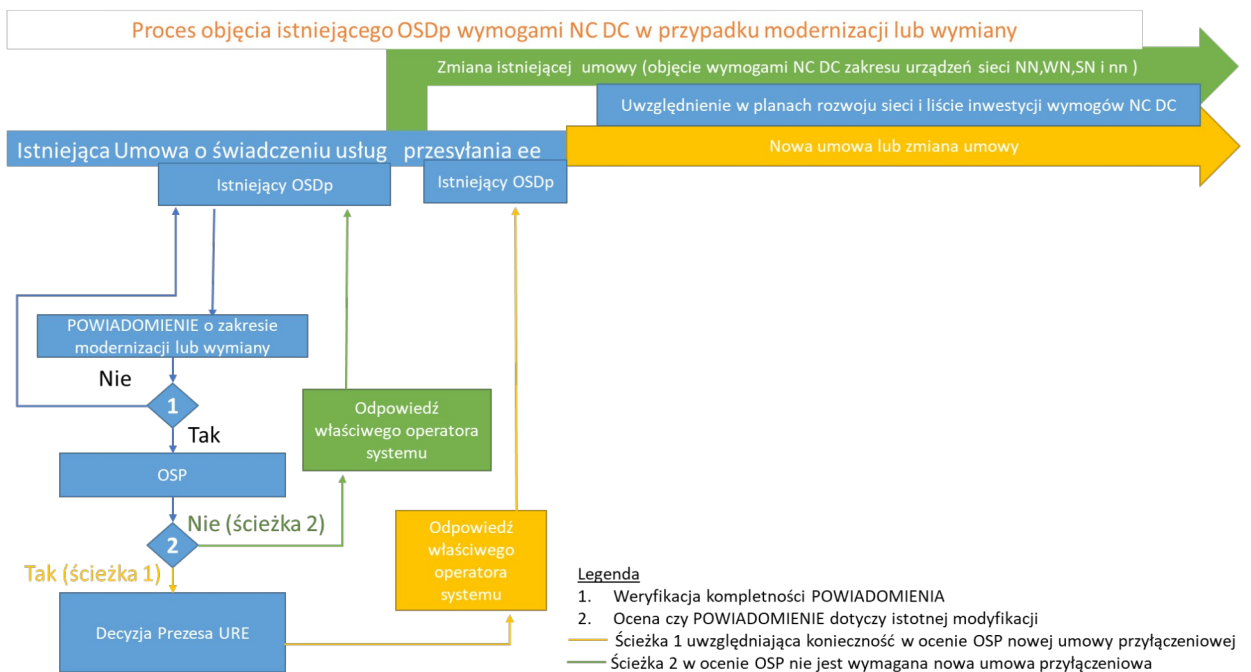 Proces objęcia istniejącego OSDp wymogami NC DC w przypadku modernizacji lub wymiany
Zmiana istniejącej umowy (objęcie wymogami NC DC zakresu urządzeń sieci NN,WN,SN i nn )
Uwzględnienie w planach rozwoju sieci i liście inwestycji wymogów NC DC
Istniejąca Umowa o świadczeniu usług przesyłania ee
Nowa umowa lub zmiana umowy
Istniejący OSDp
Istniejący OSDp
POWIADOMIENIE o zakresie
modernizacji lub wymiany
Nie
1
Tak
OSP
Nie (ścieżka 2)
2
Tak (ścieżka 1)
Decyzja Prezesa URE
Odpowiedź
właściwego operatora
systemu
Odpowiedź
właściwego
operatora
systemu
Legenda
1. Weryfikacja kompletności POWIADOMIENIA
2. Ocena czy POWIADOMIENIE dotyczy istotnej modyfikacji
Ścieżka 1 uwzględniająca konieczność w ocenie OSP nowej umowy przyłączeniowej
Ścieżka 2 w ocenie OSP nie jest wymagana nowa umowa przyłączeniowa